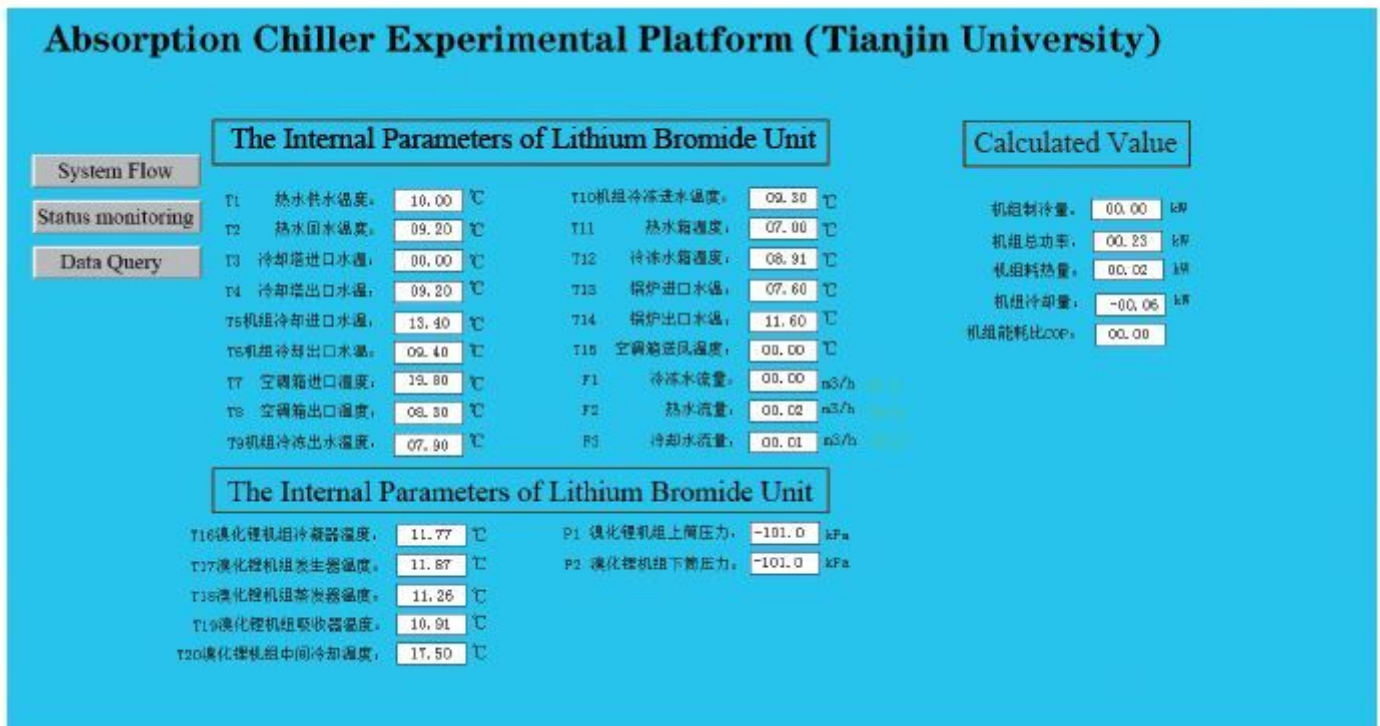 Absorption Chiller Experimental Platform (Tianjin University)
The Internal Parameters of Lithium Bromide Unit
Calculated Value
System Flow
Status monitoring
Data Query
T1 热水供水温度: 10.00 ℃
T2 热水回水温度: 09.20 ℃
T3 冷却塔进口水温: 00.00 ℃
T4 冷却塔出口水温: 09.20 ℃
T5机组冷却进口水温: 13.40 ℃
T6机组冷却出口水温: 09.40 ℃
T7 空调箱进口温度: 19.80 ℃
T8 空调箱出口温度: 08.30 ℃
T9机组冷冻出水温度: 07.90 ℃
T10机组冷冻进水温度: 09.30 ℃
T11 热水箱温度: 07.00 ℃
T12 冷冻水箱温度: 08.91 ℃
T13 锅炉进口水温: 07.60 ℃
T14 锅炉出口水温: 11.60 ℃
T15 空调箱送风温度: 00.00 ℃
F1 冷冻水流量: 00.00 m3/h
F2 热水流量: 00.02 m3/h
F3 冷却水流量: 00.01 m3/h
机组制冷量: 00.00 kW
机组总功率: 00.23 kW
机组耗热量: 00.02 kW
机组冷却量: -00.06 kW
机组能耗比COP: 00.00
The Internal Parameters of Lithium Bromide Unit
T16溴化锂机组冷凝器温度: 11.77 ℃
T17溴化锂机组发生器温度: 11.87 ℃
T18溴化锂机组蒸发器温度: 11.26 ℃
T19溴化锂机组吸收器温度: 10.91 ℃
T20溴化锂机组中间冷却温度: 17.50 ℃
P1 溴化锂机组上筒压力: -101.0 kPa
P2 溴化锂机组下筒压力: -101.0 kPa